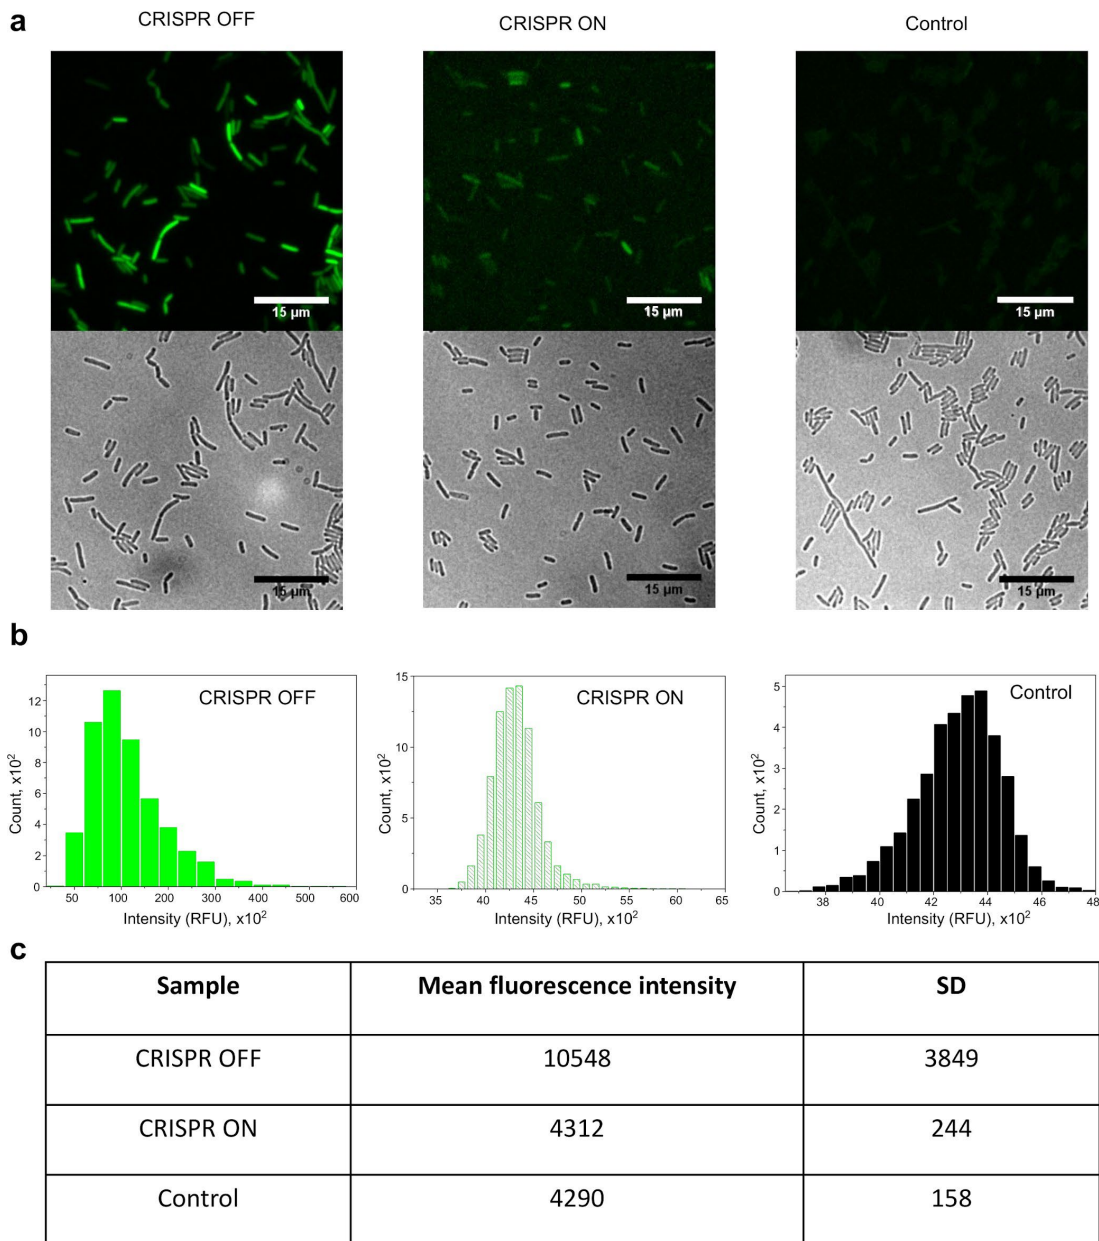 a
CRISPR OFF
CRISPR ON
Control
15 µm
15 µm
15 µm
15 µm
15 µm
15 µm
b
CRISPR OFF
Count, x10²
12
10
8
6
4
2
0
50 100 200 300 400 500 600
Intensity (RFU), x10²
CRISPR ON
Count, x10²
15
10
5
0
35 40 45 50 55 60 65
Intensity (RFU), x10²
Control
Count, x10²
5
4
3
2
1
0
38 40 42 44 46 48
Intensity (RFU), x10²
c
Sample Mean fluorescence intensity SD
CRISPR OFF 10548 3849
CRISPR ON 4312 244
Control 4290 158